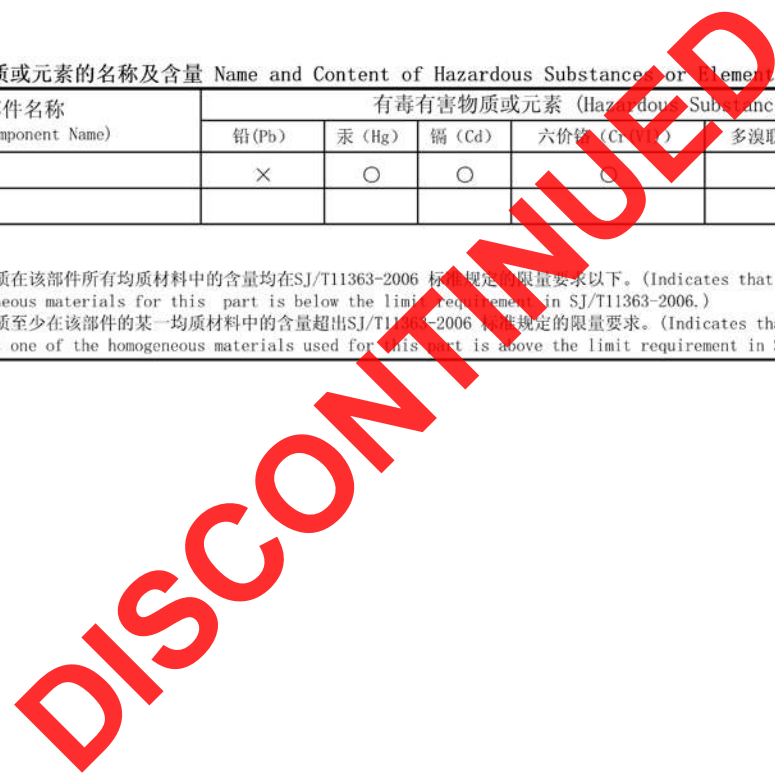 质或元素的名称及含量 Name and Content of Hazardous Substances or Element
件名称
mponent Name)
有毒有害物质或元素 (Hazardous Substanc
铅(Pb) 汞(Hg) 镉(Cd) 六价铬(Cr(VI)) 多溴联
× ○ ○ ○
质在该部件所有均质材料中的含量均在SJ/T11363-2006 标准规定的限量要求以下。(Indicates that
neous materials for this part is below the limit requirement in SJ/T11363-2006.)
质至少在该部件的某一均质材料中的含量超出SJ/T11363-2006 标准规定的限量要求。(Indicates tha
one of the homogeneous materials used for this part is above the limit requirement in S
DISCONTINUED